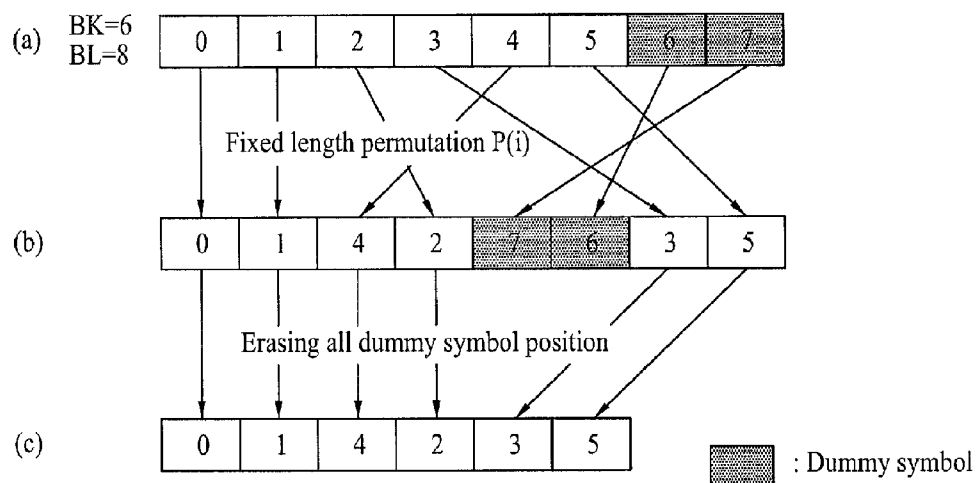 (a) BK=6
BL=8
0 1 2 3 4 5 6 7
Fixed length permutation P(i)
(b) 0 1 4 2 7 6 3 5
Erasing all dummy symbol position
(c) 0 1 4 2 3 5
: Dummy symbol